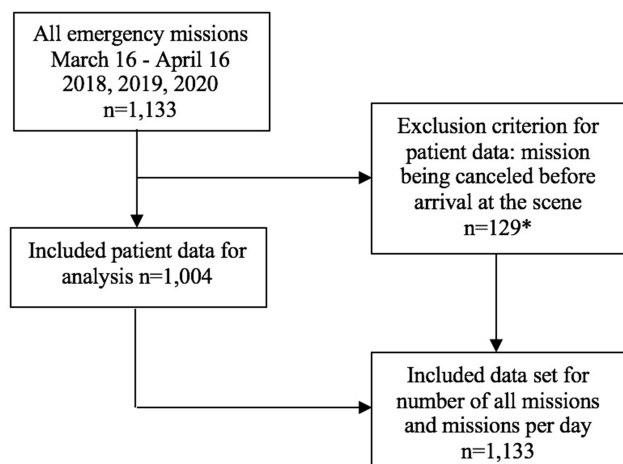 All emergency missions
March 16 - April 16
2018, 2019, 2020
n=1,133
Exclusion criterion for
patient data: mission
being canceled before
arrival at the scene
n=129*
Included patient data for
analysis n=1,004
Included data set for
number of all missions
and missions per day
n=1,133